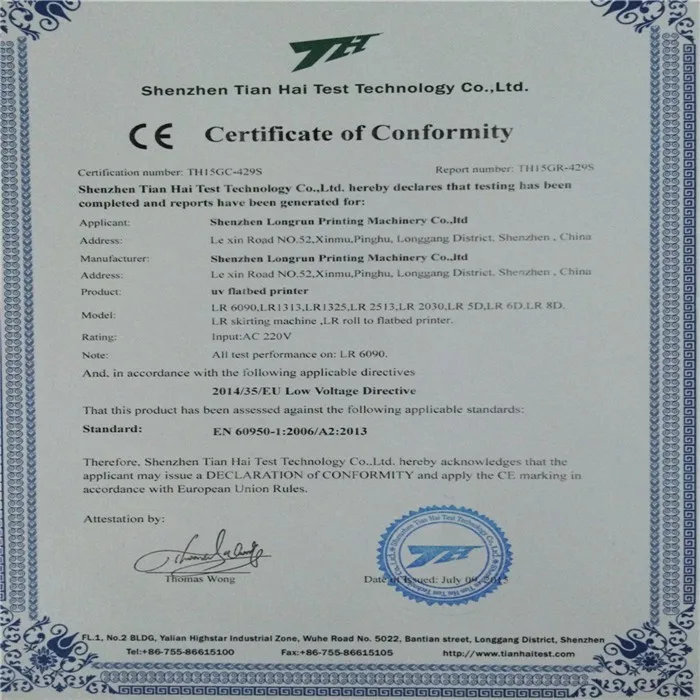 TH
Shenzhen Tian Hai Test Technology Co.,Ltd.
CE Certificate of Conformity
Certification number: TH15GC-429S Report number: TH15GR-429S
Shenzhen Tian Hai Test Technology Co.,Ltd. hereby declares that testing has been
completed and reports have been generated for:
Applicant: Shenzhen Longrun Printing Machinery Co.,ltd
Address: Le xin Road NO.52,Xinmu,Pinghu, Longgang District, Shenzhen , China
Manufacturer: Shenzhen Longrun Printing Machinery Co.,ltd
Address: Le xin Road NO.52,Xinmu,Pinghu, Longgang District, Shenzhen , China
Product: uv flatbed printer
Model: LR 6090,LR1313,LR1325,LR 2513,LR 2030,LR 5D,LR 6D,LR 8D.
LR skirting machine ,LR roll to flatbed printer.
Rating: Input:AC 220V
Note: All test performance on: LR 6090.
And, in accordance with the following applicable directives
2014/35/EU Low Voltage Directive
That this product has been assessed against the following applicable standards:
Standard: EN 60950-1:2006/A2:2013
Therefore, Shenzhen Tian Hai Test Technology Co.,Ltd. hereby acknowledges that the
applicant may issue a DECLARATION of CONFORMITY and apply the CE marking in
accordance with European Union Rules.
Attestation by:
Thomas Wong
Shenzhen Tian Hai Test Technology Co.,Ltd.
TH
Date of Issued: July 09, 2015
FL.1, No.2 BLDG, Yalian Highstar Industrial Zone, Wuhe Road No. 5022, Bantian street, Longgang District, Shenzhen
Tel:+86-755-86615100 Fax:+86-755-86615105 http://www.tianhaitest.com